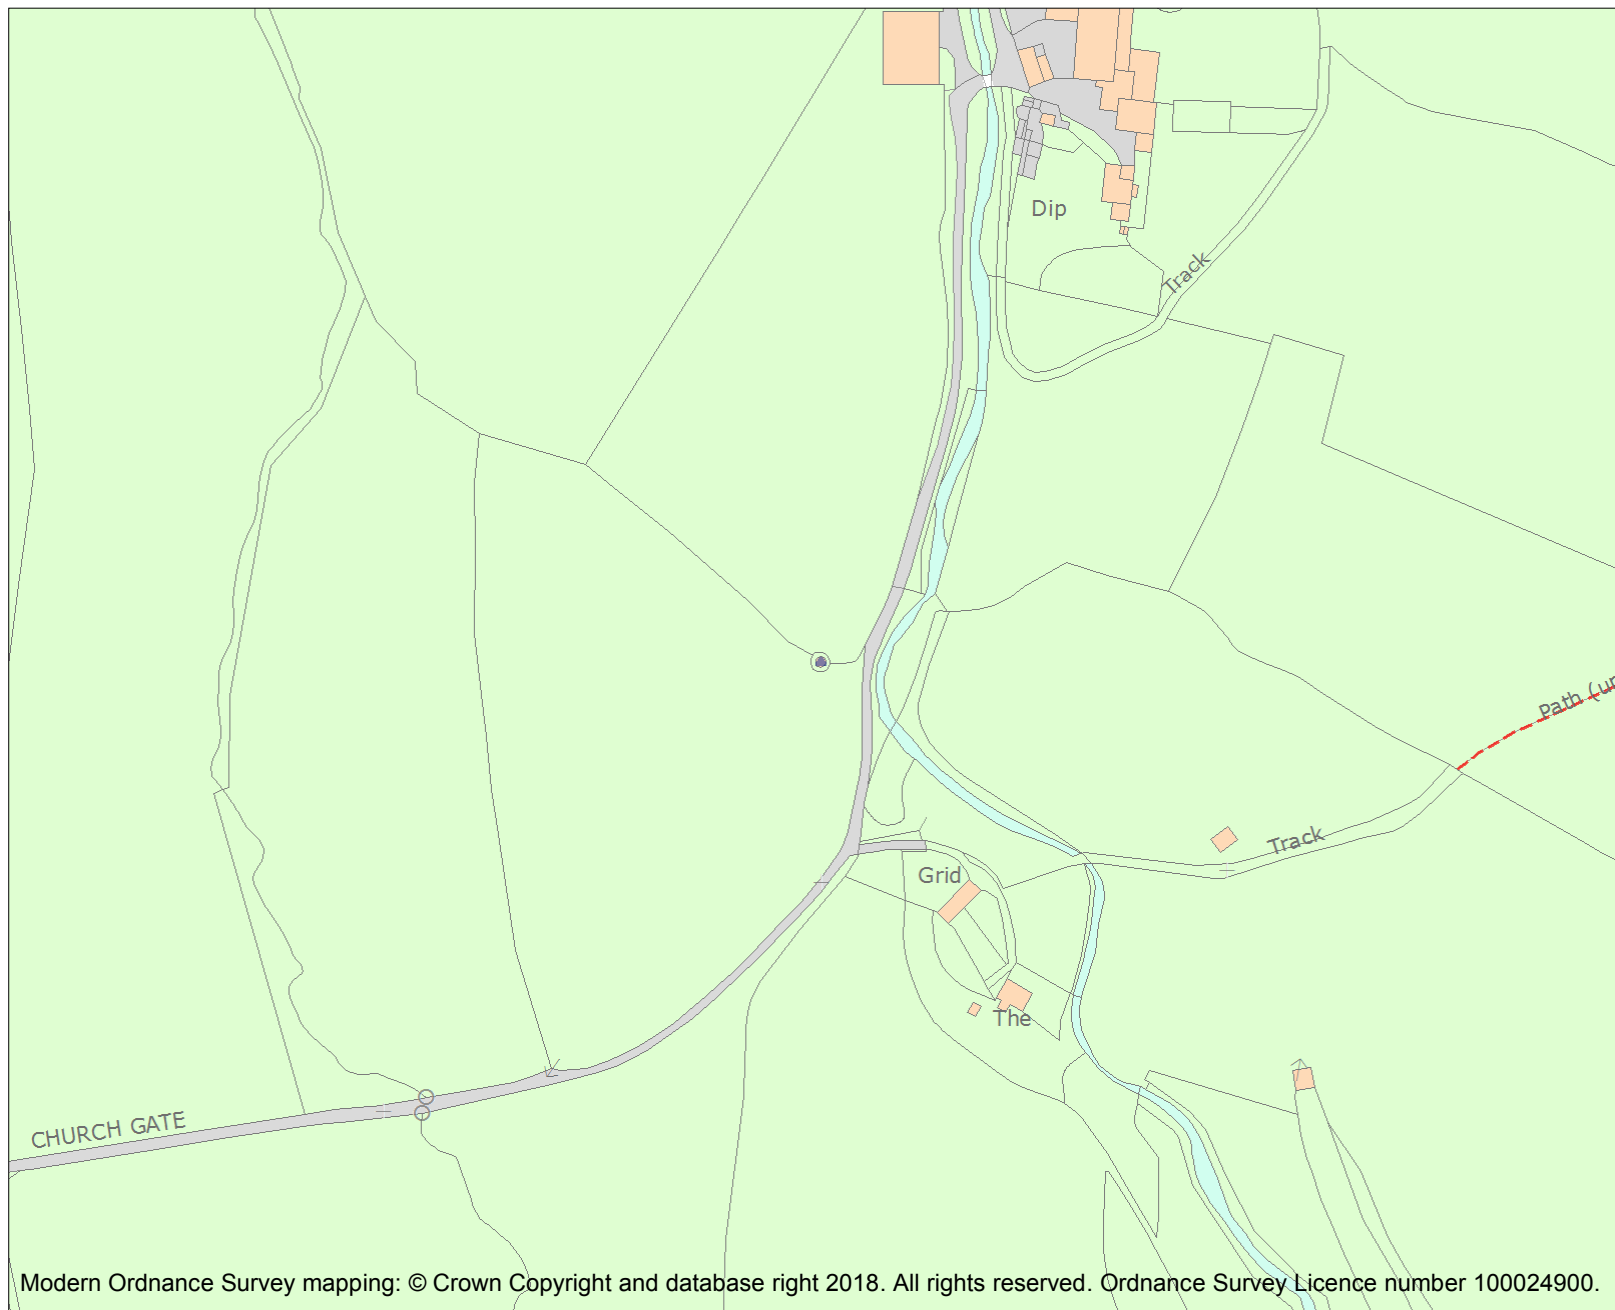 Dip
Track
Path (un
Track
Grid
The
CHURCH GATE
Modern Ordnance Survey mapping: © Crown Copyright and database right 2018. All rights reserved. Ordnance Survey Licence number 100024900.